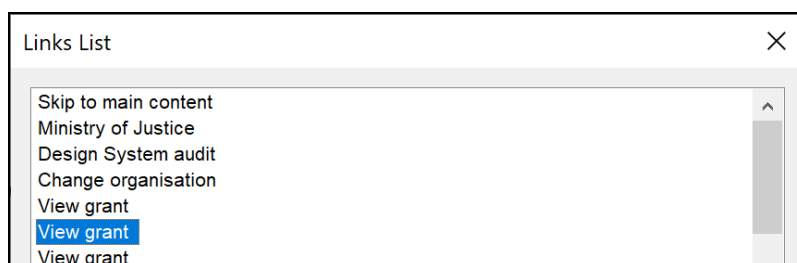 Links List
Skip to main content
Ministry of Justice
Design System audit
Change organisation
View grant
View grant
View grant